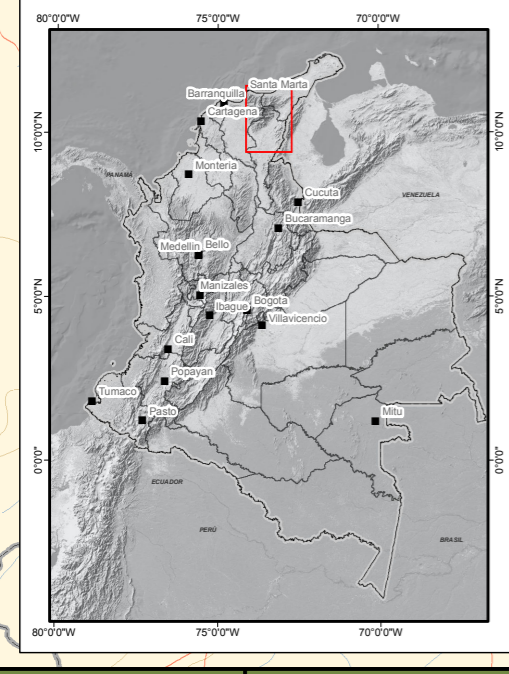 80°0'0"W 75°0'0"W 70°0'0"W
Santa Marta
Barranquilla
Cartagena
10°0'0"N 10°0'0"N
Monteria
PANAMÁ
Cucuta
VENEZUELA
Bucaramanga
Medellin Bello
Manizales
5°0'0"N 5°0'0"N
Ibague Bogota
Villavicencio
Cali
Popayan
Tumaco
Pasto
Mitu
0°0'0" 0°0'0"
ECUADOR
PERÚ
BRASIL
80°0'0"W 75°0'0"W 70°0'0"W